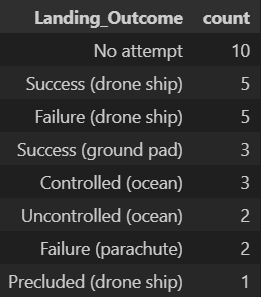 Landing_Outcome count
No attempt 10
Success (drone ship) 5
Failure (drone ship) 5
Success (ground pad) 3
Controlled (ocean) 3
Uncontrolled (ocean) 2
Failure (parachute) 2
Precluded (drone ship) 1